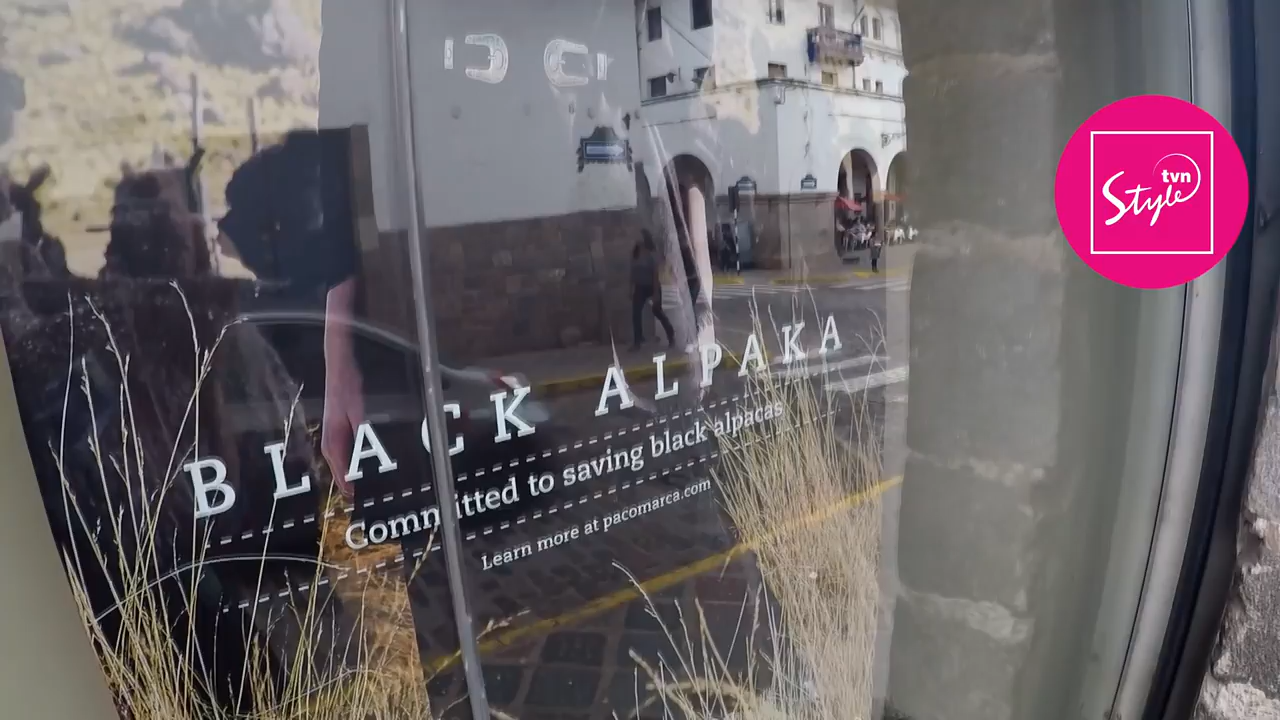 BLACK ALPAKA
Committed to saving black alpacas
Learn more at pacomarca.com
tvn
Style